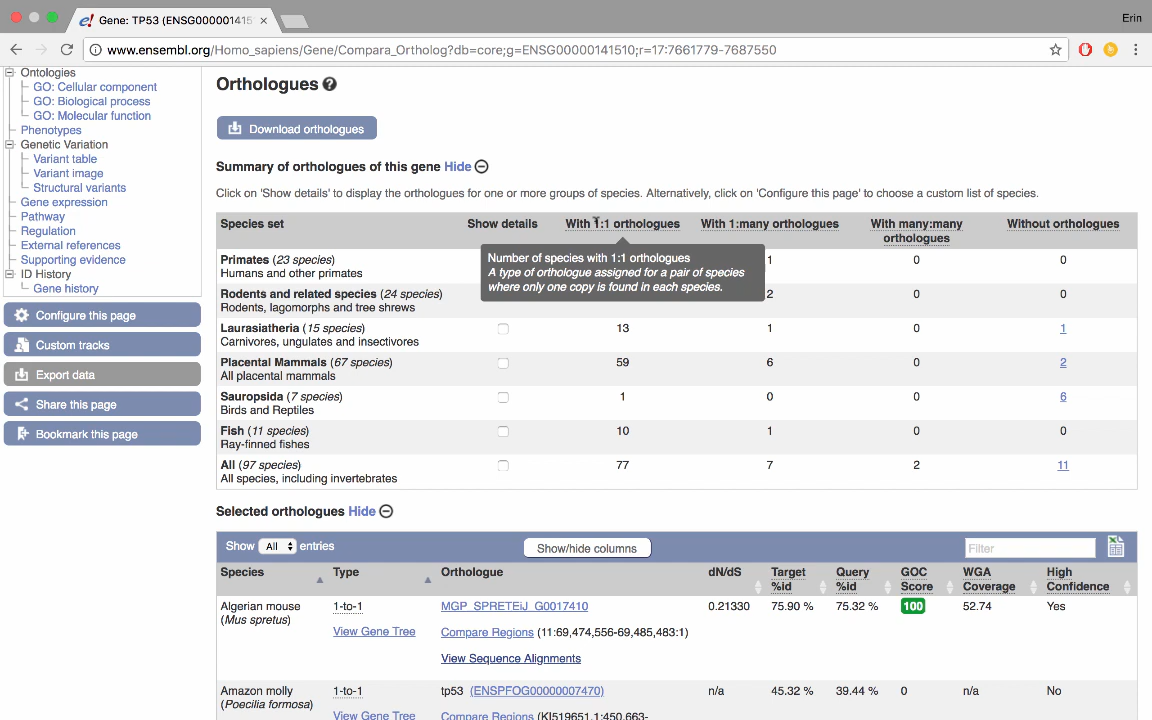 Gene: TP53 (ENSG000001415
Erin
www.ensembl.org/Homo_sapiens/Gene/Compara_Ortholog?db=core;g=ENSG00000141510;r=17:7661779-7687550
Ontologies
GO: Cellular component
GO: Biological process
GO: Molecular function
Phenotypes
Genetic Variation
Variant table
Variant image
Structural variants
Gene expression
Pathway
Regulation
External references
Supporting evidence
ID History
Gene history
Configure this page
Custom tracks
Export data
Share this page
Bookmark this page
Orthologues
Download orthologues
Summary of orthologues of this gene Hide
Click on 'Show details' to display the orthologues for one or more groups of species. Alternatively, click on 'Configure this page' to choose a custom list of species.
Species set Show details With 1:1 orthologues With 1:many orthologues With many:many orthologues Without orthologues
Number of species with 1:1 orthologues
A type of orthologue assigned for a pair of species
where only one copy is found in each species.
Primates (23 species) 1 0 0
Humans and other primates
Rodents and related species (24 species) 2 0 0
Rodents, lagomorphs and tree shrews
Laurasiatheria (15 species) 13 1 0 1
Carnivores, ungulates and insectivores
Placental Mammals (67 species) 59 6 0 2
All placental mammals
Sauropsida (7 species) 1 0 0 6
Birds and Reptiles
Fish (11 species) 10 1 0 0
Ray-finned fishes
All (97 species) 77 7 2 11
All species, including invertebrates
Selected orthologues Hide
Show All entries Show/hide columns Filter
Species Type Orthologue dN/dS Target %id Query %id GOC Score WGA Coverage High Confidence
Algerian mouse 1-to-1 MGP_SPRETEiJ_G0017410 0.21330 75.90 % 75.32 % 100 52.74 Yes
(Mus spretus)
View Gene Tree Compare Regions (11:69,474,556-69,485,483:1)
View Sequence Alignments
Amazon molly 1-to-1 tp53 (ENSPFOG00000007470) n/a 45.32 % 39.44 % 0 n/a No
(Poecilia formosa)
View Gene Tree Compare Regions (KI519651.1:450,663-